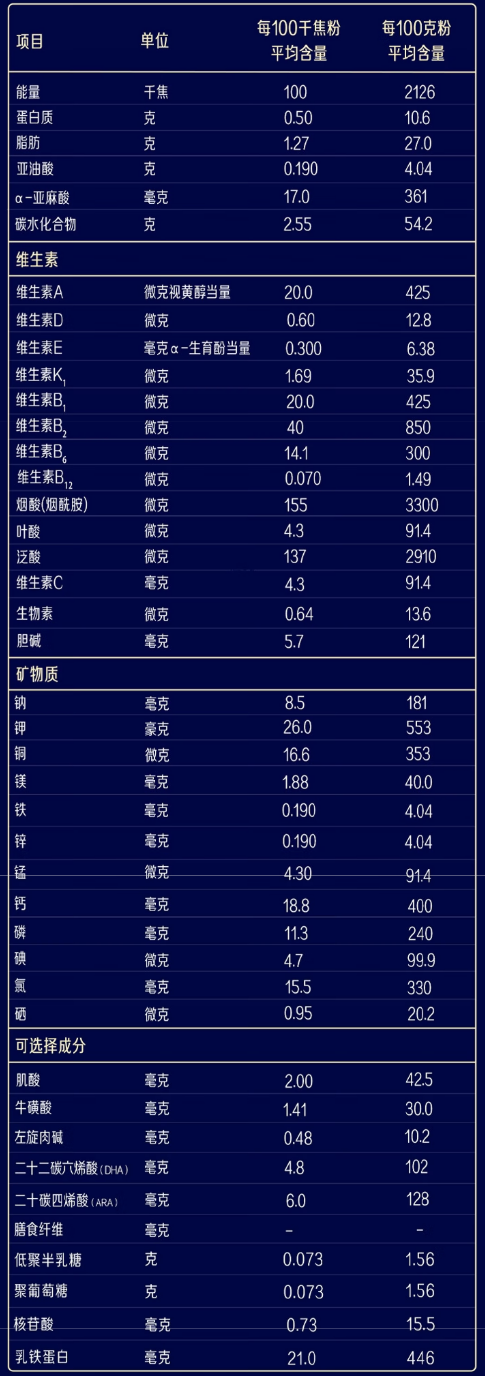 项目 单位 每100千焦粉 每100克粉
平均含量 平均含量
能量 千焦 100 2126
蛋白质 克 0.50 10.6
脂肪 克 1.27 27.0
亚油酸 克 0.190 4.04
α-亚麻酸 毫克 17.0 361
碳水化合物 克 2.55 54.2
维生素
维生素A 微克视黄醇当量 20.0 425
维生素D 微克 0.60 12.8
维生素E 毫克α-生育酚当量 0.300 6.38
维生素K1 微克 1.69 35.9
维生素B1 微克 20.0 425
维生素B2 微克 40 850
维生素B6 微克 14.1 300
维生素B12 微克 0.070 1.49
烟酸(烟酰胺) 微克 155 3300
叶酸 微克 4.3 91.4
泛酸 微克 137 2910
维生素C 毫克 4.3 91.4
生物素 微克 0.64 13.6
胆碱 毫克 5.7 121
矿物质
钠 毫克 8.5 181
钾 豪克 26.0 553
铜 微克 16.6 353
镁 毫克 1.88 40.0
铁 毫克 0.190 4.04
锌 毫克 0.190 4.04
锰 微克 4.30 91.4
钙 毫克 18.8 400
磷 毫克 11.3 240
碘 微克 4.7 99.9
氯 毫克 15.5 330
硒 微克 0.95 20.2
可选择成分
肌酸 毫克 2.00 42.5
牛磺酸 毫克 1.41 30.0
左旋肉碱 毫克 0.48 10.2
二十二碳六烯酸(DHA) 毫克 4.8 102
二十碳四烯酸(ARA) 毫克 6.0 128
膳食纤维 毫克 - -
低聚半乳糖 克 0.073 1.56
聚葡萄糖 克 0.073 1.56
核苷酸 毫克 0.73 15.5
乳铁蛋白 毫克 21.0 446